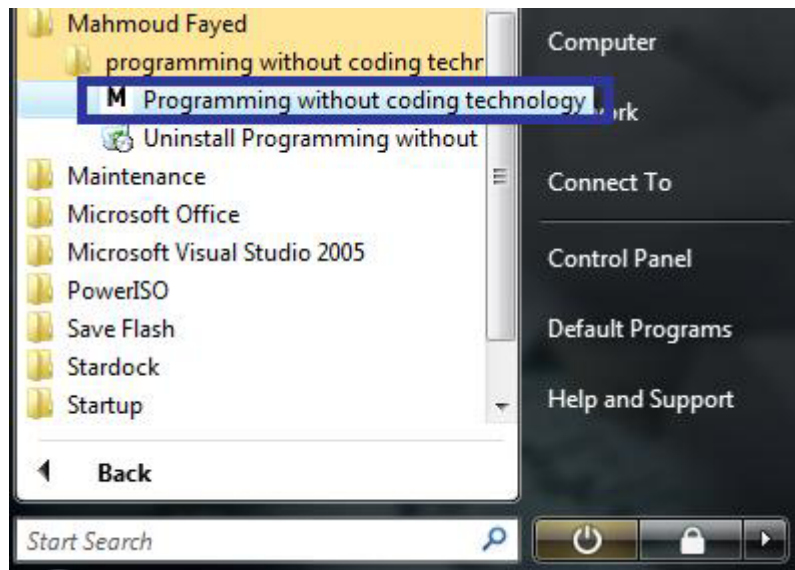 Mahmoud Fayed
programming without coding techr
M Programming without coding technology
Uninstall Programming without
Maintenance
Microsoft Office
Microsoft Visual Studio 2005
PowerISO
Save Flash
Stardock
Startup
Back
Start Search
Computer
Connect To
Control Panel
Default Programs
Help and Support